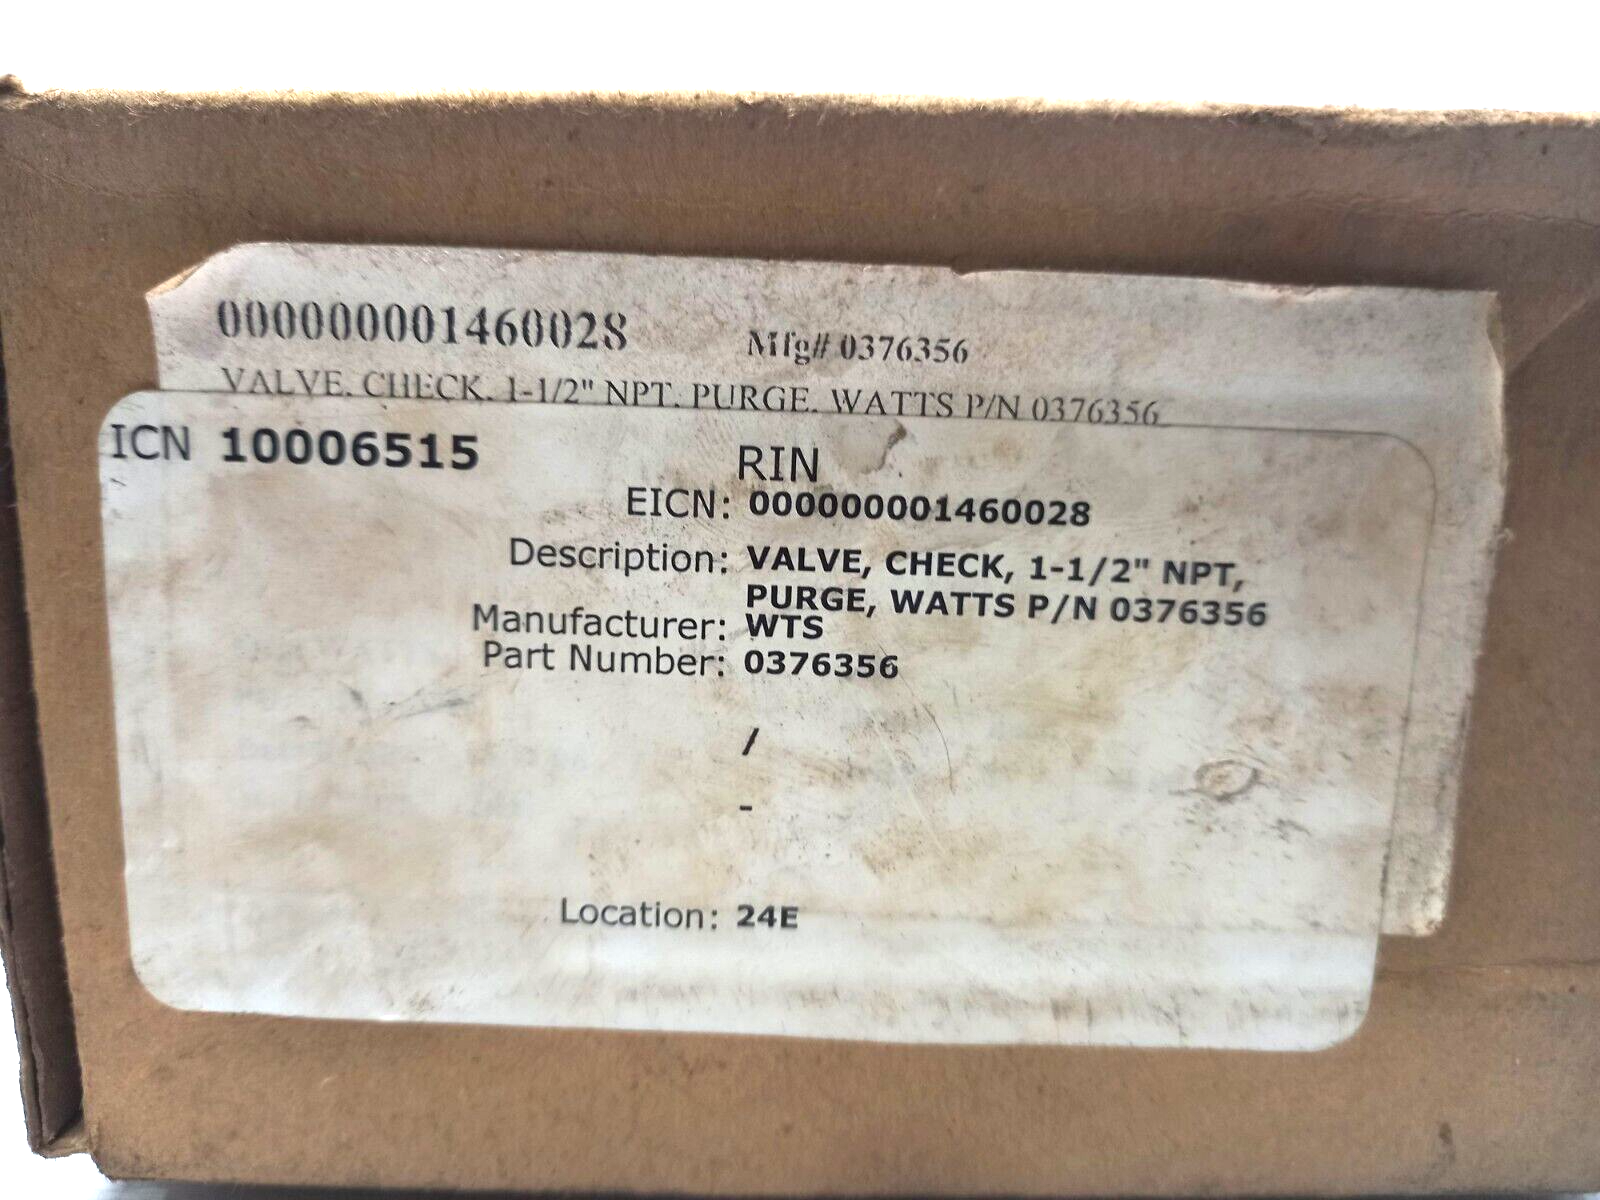 000000001460028 Mfg# 0376356
VALVE, CHECK, 1-1/2" NPT, PURGE, WATTS P/N 0376356
ICN 10006515 RIN
EICN: 000000001460028
Description: VALVE, CHECK, 1-1/2" NPT,
PURGE, WATTS P/N 0376356
Manufacturer: WTS
Part Number: 0376356
/
-
Location: 24E